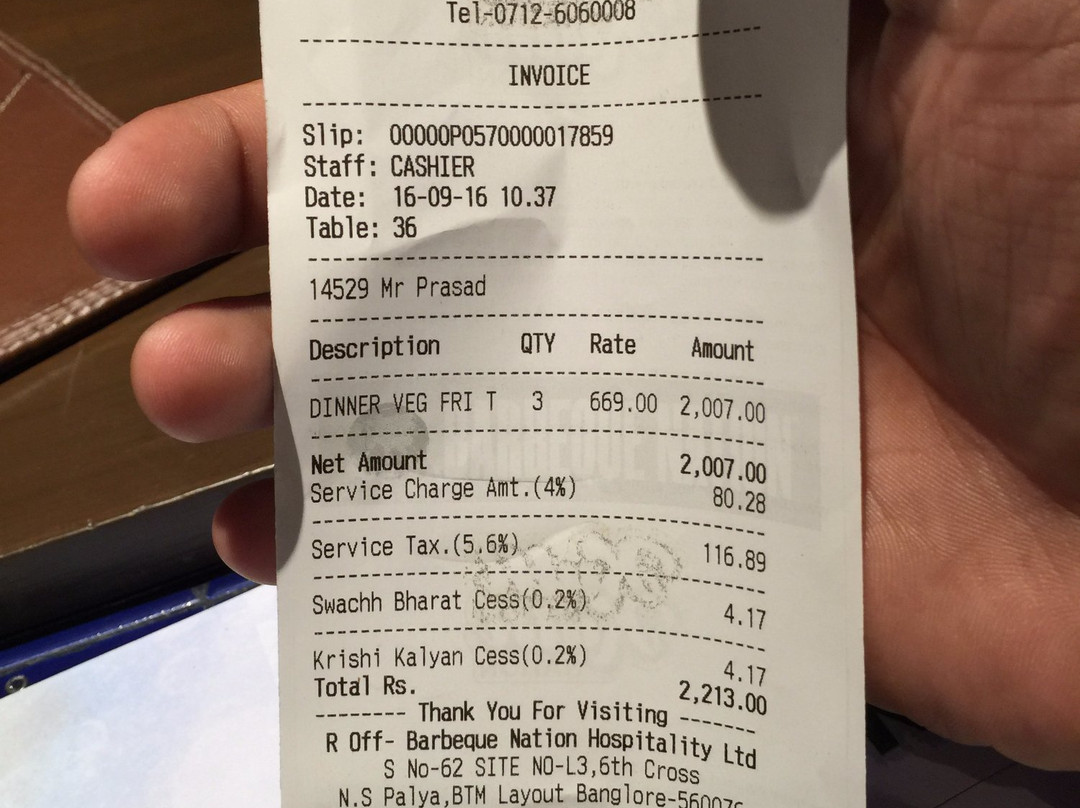 Tel-0712-6060008
INVOICE
Slip: 00000P0570000017859
Staff: CASHIER
Date: 16-09-16 10.37
Table: 36
14529 Mr Prasad
Description QTY Rate Amount
DINNER VEG FRI T 3 669.00 2,007.00
Net Amount 2,007.00
Service Charge Amt.(4%) 80.28
Service Tax.(5.6%) 116.89
Swachh Bharat Cess(0.2%) 4.17
Krishi Kalyan Cess(0.2%) 4.17
Total Rs. 2,213.00
-------- Thank You For Visiting ------
R Off- Barbeque Nation Hospitality Ltd
S No-62 SITE NO-L3,6th Cross
N.S Palya,BTM Layout Banglore-